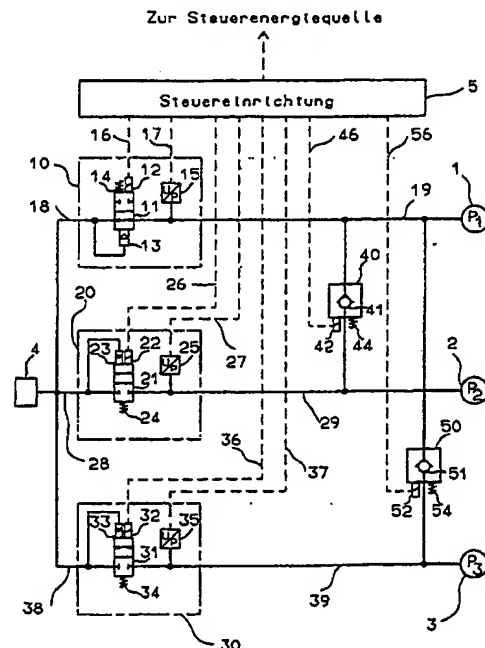 Zur Steuerenergiequelle
5
Steuereinrichtung
16 17 46 56
10 14 12 U/P 15 19 1
18 11 P1
13
40
26 41
20 42 44
22 27 2
23 U/P 25
4 21 P2
24 50
28 29
36 51
37 52 54
32
33 U/P 35
31 P3
34
38 39 3
30